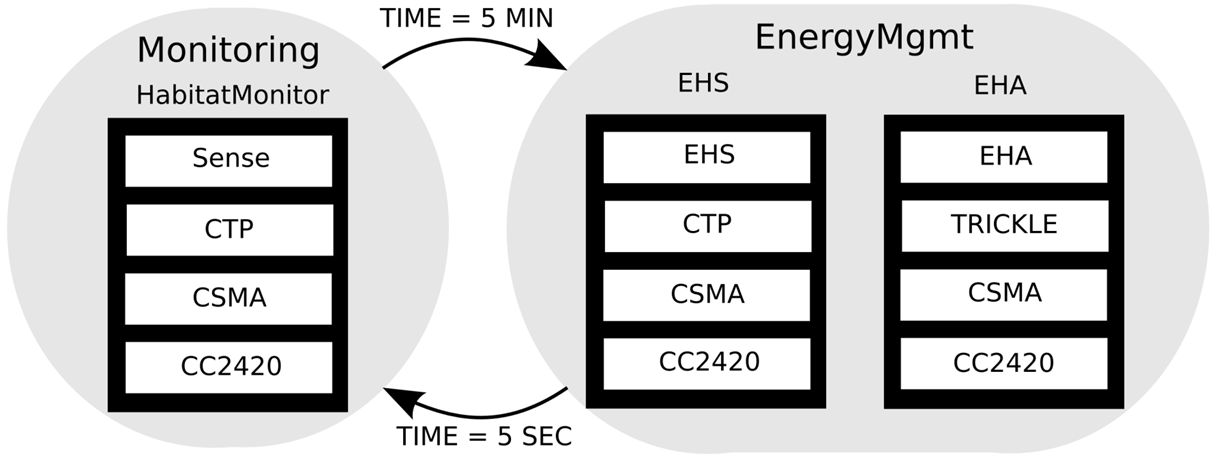 TIME = 5 MIN
Monitoring
HabitatMonitor
Sense
CTP
CSMA
CC2420
EnergyMgmt
EHS
EHS
CTP
CSMA
CC2420
EHA
EHA
TRICKLE
CSMA
CC2420
TIME = 5 SEC